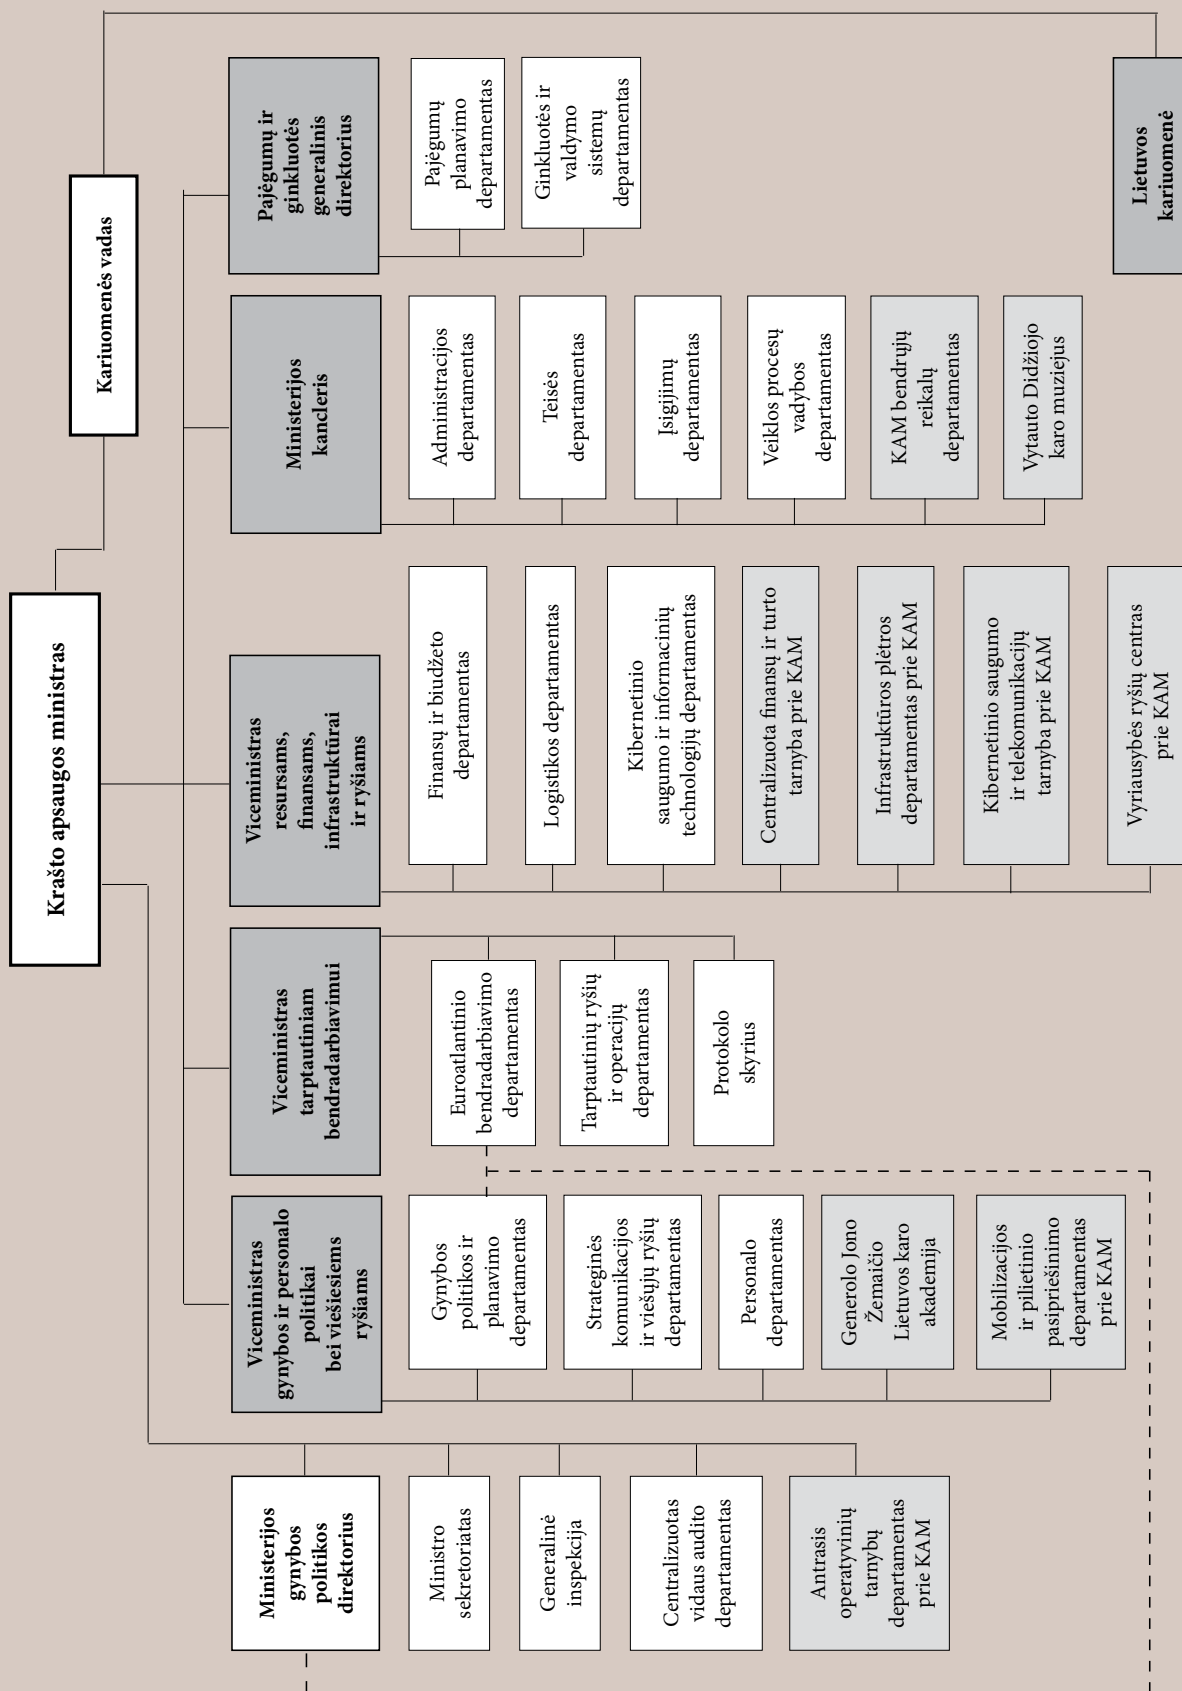 Krašto apsaugos ministras
Kariuomenės vadas
Ministerijos
gynybos
politikos
direktorius
Ministro
sekretoriatas
Generalinė
inspekcija
Centralizuotas
vidaus audito
departamentas
Antrasis
operatyvinių
tarnybų
departamentas
prie KAM
Viceministras
gynybos ir personalo
politikai
bei viešiesiems
ryšiams
Gynybos
politikos ir
planavimo
departamentas
Strateginės
komunikacijos
ir viešųjų ryšių
departamentas
Personalo
departamentas
Generolo Jono
Žemaičio
Lietuvos karo
akademija
Mobilizacijos
ir pilietinio
pasipriešinimo
departamentas
prie KAM
Viceministras
tarptautiniam
bendradarbiavimui
Euroatlantinio
bendradarbiavimo
departamentas
Tarptautinių ryšių
ir operacijų
departamentas
Protokolo
skyrius
Viceministras
resursams,
finansams,
infrastruktūrai
ir ryšiams
Finansų ir biudžeto
departamentas
Logistikos departamentas
Kibernetinio
saugumo ir informacinių
technologijų departamentas
Centralizuota finansų ir turto
tarnyba prie KAM
Infrastruktūros plėtros
departamentas prie KAM
Kibernetinio saugumo
ir telekomunikacijų
tarnyba prie KAM
Vyriausybės ryšių centras
prie KAM
Ministerijos
kancleris
Administracijos
departamentas
Teisės
departamentas
Įsigijimų
departamentas
Veiklos procesų
vadybos
departamentas
KAM bendrųjų
reikalų
departamentas
Vytauto Didžiojo
karo muziejus
Pajėgumų ir
ginkluotės
generalinis
direktorius
Pajėgumų
planavimo
departamentas
Ginkluotės ir
valdymo
sistemų
departamentas
Lietuvos
kariuomenė